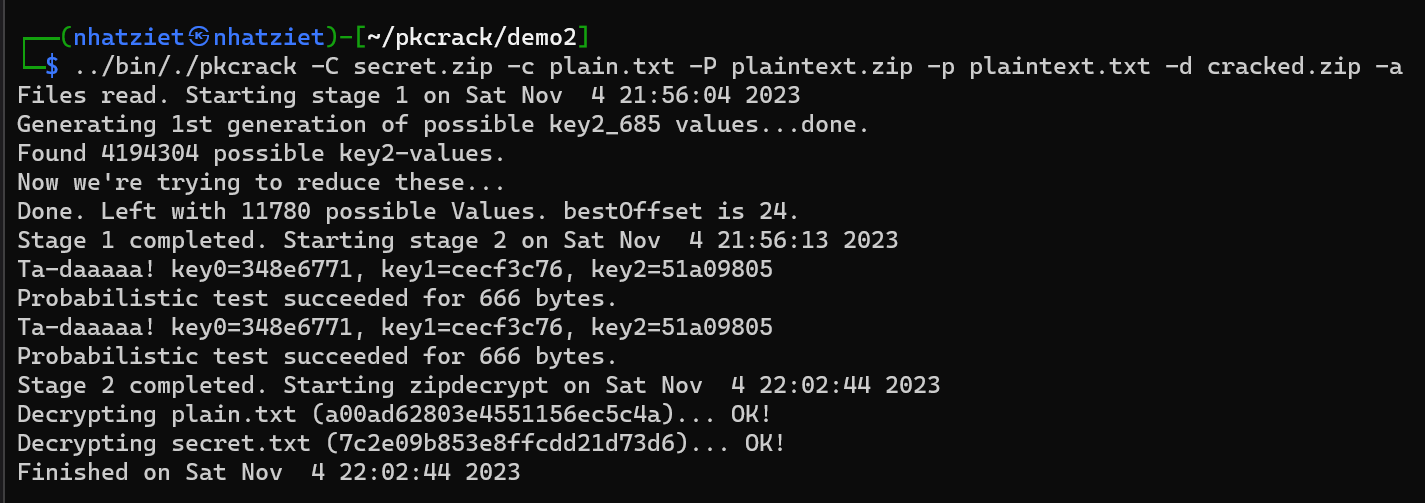 ┌──(nhatziet㉿nhatziet)-[~/pkcrack/demo2]
└─$ ../bin/./pkcrack -C secret.zip -c plain.txt -P plaintext.zip -p plaintext.txt -d cracked.zip -a
Files read. Starting stage 1 on Sat Nov  4 21:56:04 2023
Generating 1st generation of possible key2_685 values...done.
Found 4194304 possible key2-values.
Now we're trying to reduce these...
Done. Left with 11780 possible Values. bestOffset is 24.
Stage 1 completed. Starting stage 2 on Sat Nov  4 21:56:13 2023
Ta-daaaaa! key0=348e6771, key1=cecf3c76, key2=51a09805
Probabilistic test succeeded for 666 bytes.
Ta-daaaaa! key0=348e6771, key1=cecf3c76, key2=51a09805
Probabilistic test succeeded for 666 bytes.
Stage 2 completed. Starting zipdecrypt on Sat Nov  4 22:02:44 2023
Decrypting plain.txt (a00ad62803e4551156ec5c4a)... OK!
Decrypting secret.txt (7c2e09b853e8ffcdd21d73d6)... OK!
Finished on Sat Nov  4 22:02:44 2023